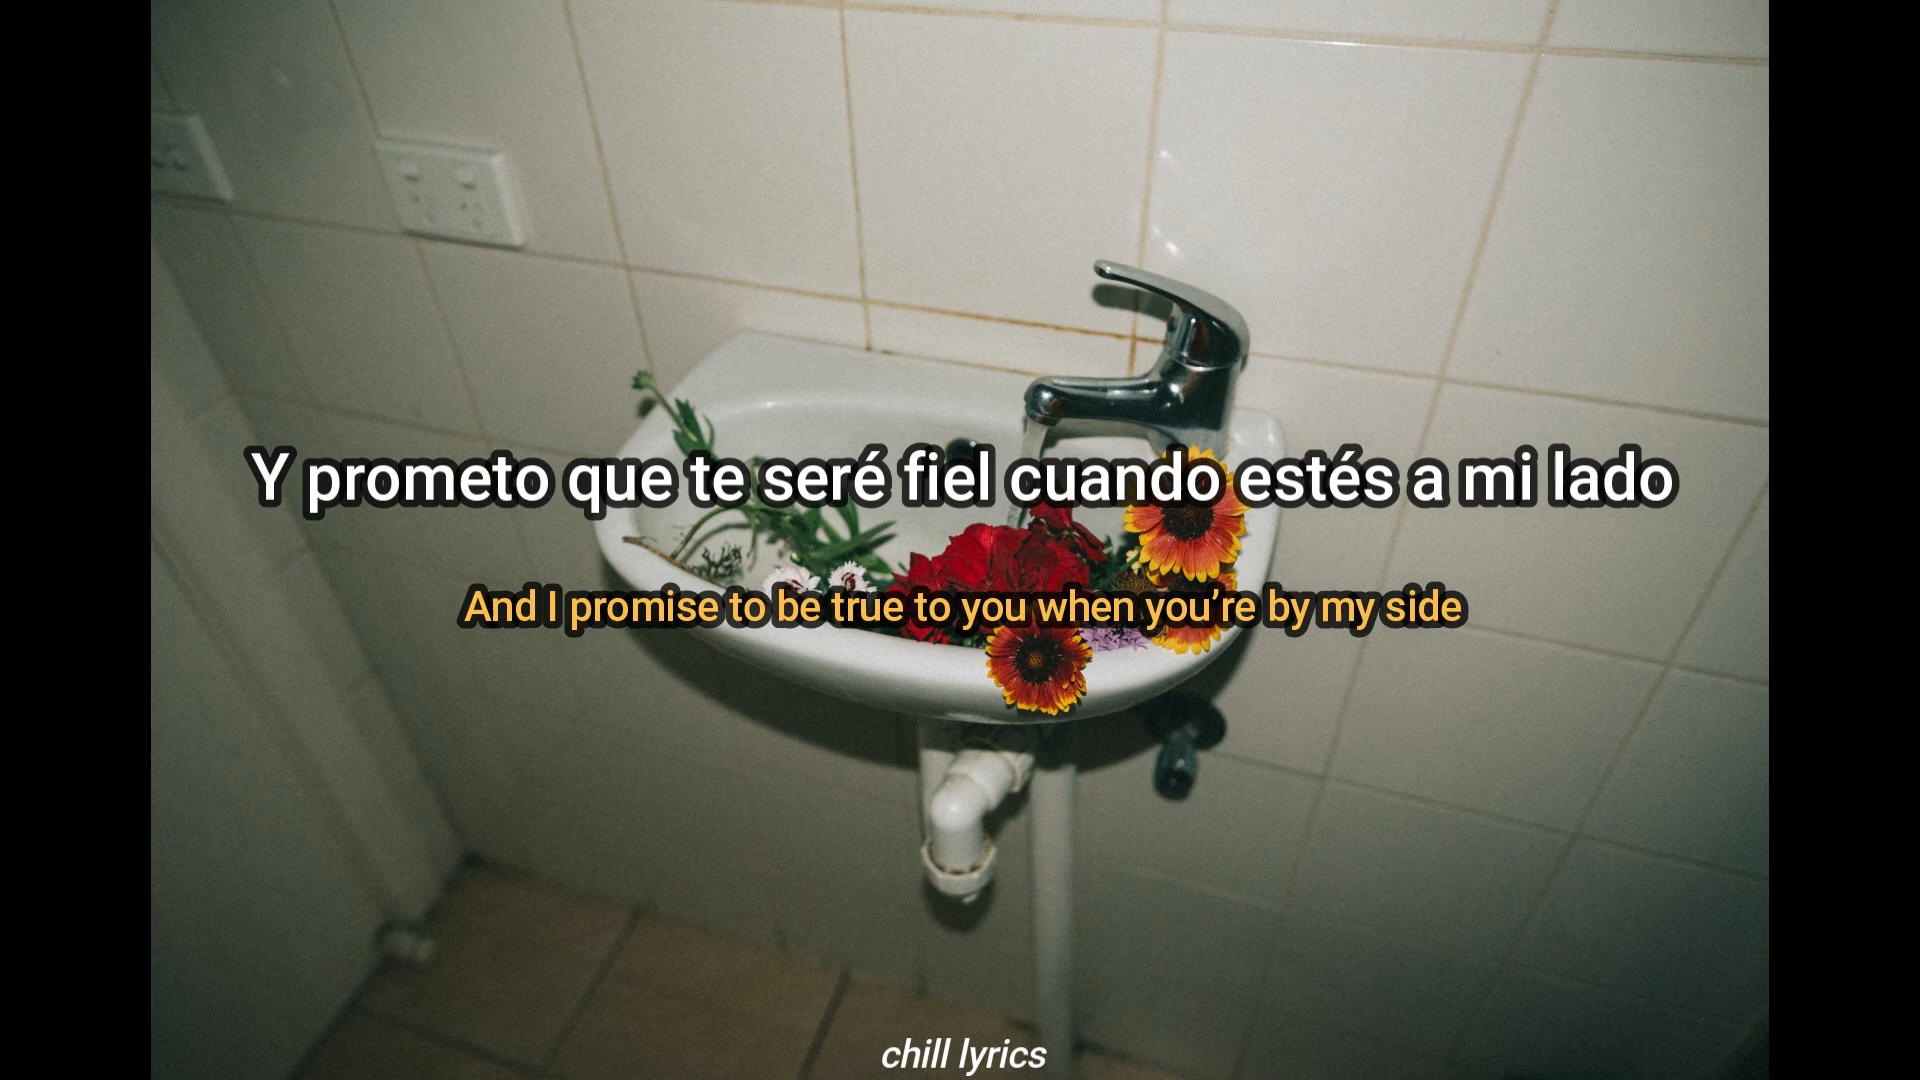 Y prometo que te seré fiel cuando estés a mi lado
And I promise to be true to you when you’re by my side
chill lyrics